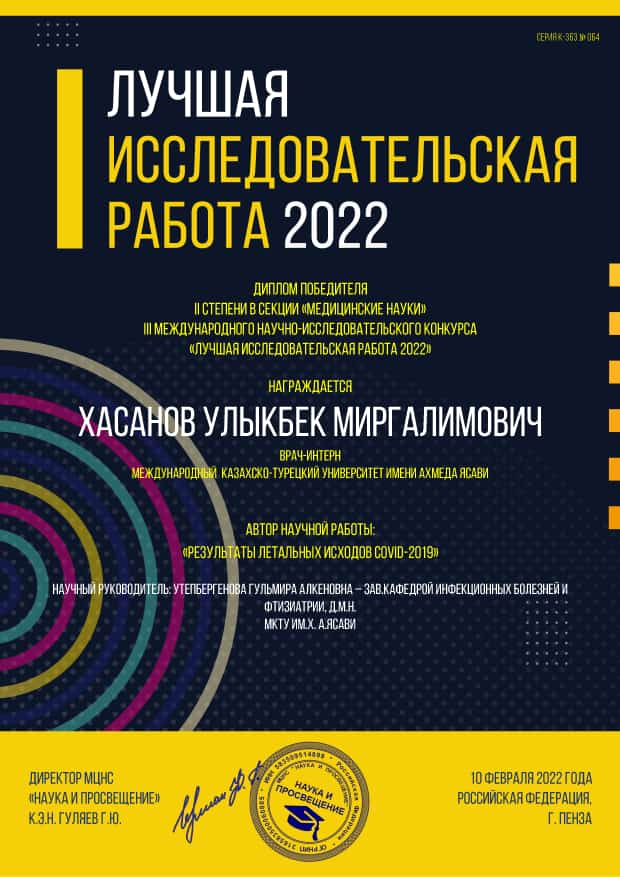 СЕРИЯ К-363 № 064
ЛУЧШАЯ
ИССЛЕДОВАТЕЛЬСКАЯ
РАБОТА 2022
ДИПЛОМ ПОБЕДИТЕЛЯ
II СТЕПЕНИ В СЕКЦИИ «МЕДИЦИНСКИЕ НАУКИ»
III МЕЖДУНАРОДНОГО НАУЧНО-ИССЛЕДОВАТЕЛЬСКОГО КОНКУРСА
«ЛУЧШАЯ ИССЛЕДОВАТЕЛЬСКАЯ РАБОТА 2022»
НАГРАЖДАЕТСЯ
ХАСАНОВ УЛЫКБЕК МИРГАЛИМОВИЧ
ВРАЧ-ИНТЕРН
МЕЖДУНАРОДНЫЙ КАЗАХСКО-ТУРЕЦКИЙ УНИВЕРСИТЕТ ИМЕНИ АХМЕДА ЯСАВИ
АВТОР НАУЧНОЙ РАБОТЫ:
«РЕЗУЛЬТАТЫ ЛЕТАЛЬНЫХ ИСХОДОВ COVID-2019»
НАУЧНЫЙ РУКОВОДИТЕЛЬ: УТЕПБЕРГЕНОВА ГУЛЬМИРА АЛКЕНОВНА – ЗАВ.КАФЕДРОЙ ИНФЕКЦИОННЫХ БОЛЕЗНЕЙ И
ФТИЗИАТРИИ, Д.М.Н.
МКТУ ИМ.Х. А.ЯСАВИ
ДИРЕКТОР МЦНС
«НАУКА И ПРОСВЕЩЕНИЕ»
К.Э.Н. ГУЛЯЕВ Г.Ю.
НАУКА И
ПРОСВЕЩЕНИЕ
10 ФЕВРАЛЯ 2022 ГОДА
РОССИЙСКАЯ ФЕДЕРАЦИЯ,
Г. ПЕНЗА